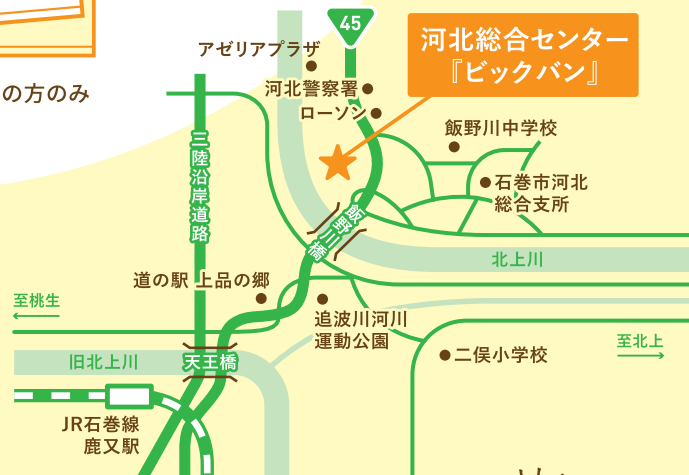 45
アゼリアプラザ
河北総合センター
『ビックバン』
の方のみ
河北警察署
ローソン
飯野川中学校
三陸沿岸道路
石巻市河北
総合支所
飯野川橋
北上川
道の駅 上品の郷
至桃生
追波川河川
運動公園
至北上
旧北上川
天王橋
二俣小学校
JR石巻線
鹿又駅